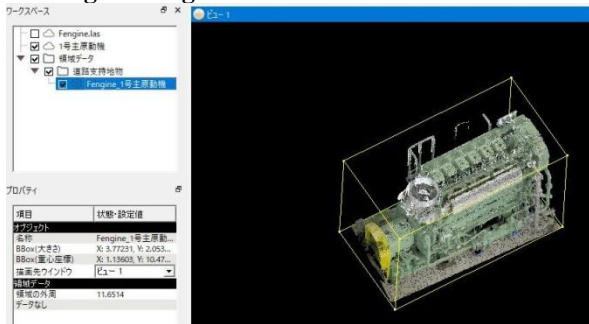 ワークスペース
Fengine.las
1号主原動機
領域データ
道路支持地物
Fengine_1号主原動機
プロパティ
項目 状態・設定値
オブジェクト
名称 Fengine_1号主原動...
BBox(大きさ) X: 3.77231, Y: 2.053...
BBox(重心座標) X: 1.13603, Y: 10.47...
描画先ウインドウ ビュー 1
領域データ
領域の外周 11.6514
データなし
ビュー 1